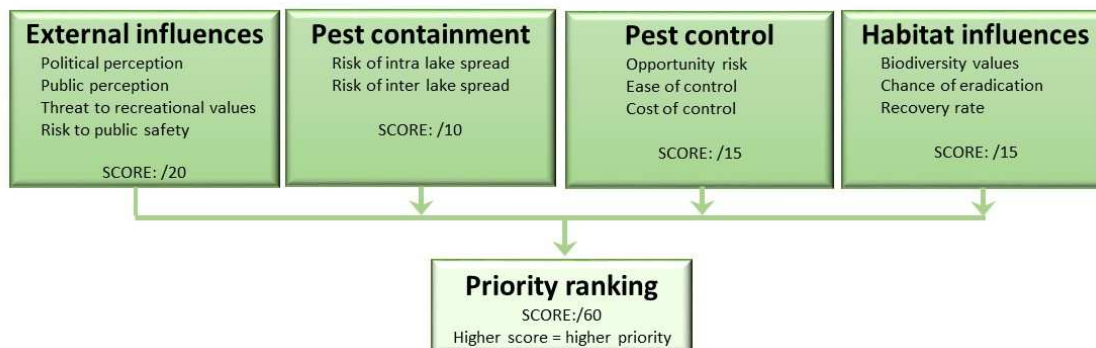 External influences
Political perception
Public perception
Threat to recreational values
Risk to public safety
SCORE: /20
Pest containment
Risk of intra lake spread
Risk of inter lake spread
SCORE: /10
Pest control
Opportunity risk
Ease of control
Cost of control
SCORE: /15
Habitat influences
Biodiversity values
Chance of eradication
Recovery rate
SCORE: /15
Priority ranking
SCORE:/60
Higher score = higher priority